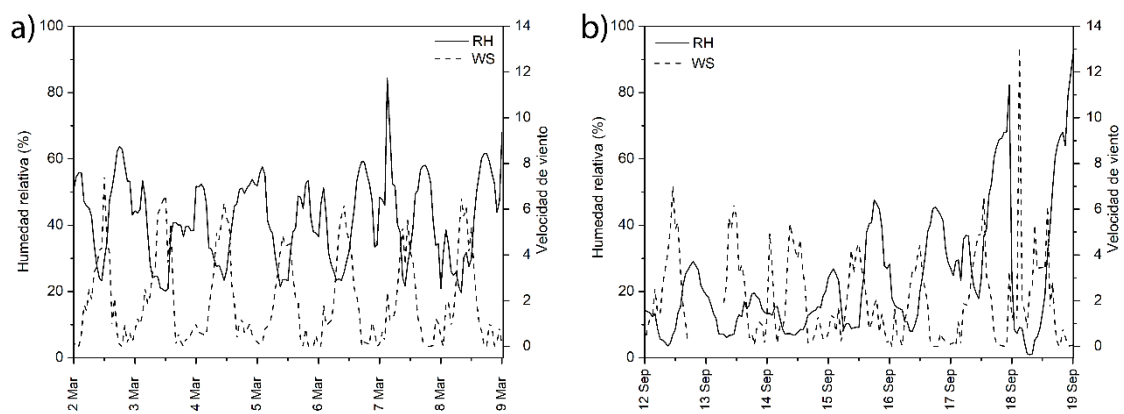 a)
Humedad relativa (%)
100
80
60
40
20
0
RH
WS
14
12
10
8
6
4
2
0
Velocidad de viento
2 Mar
3 Mar
4 Mar
5 Mar
6 Mar
7 Mar
8 Mar
9 Mar
b)
Humedad relativa (%)
100
80
60
40
20
0
RH
WS
14
12
10
8
6
4
2
0
Velocidad de viento
12 Sep
13 Sep
14 Sep
15 Sep
16 Sep
17 Sep
18 Sep
19 Sep